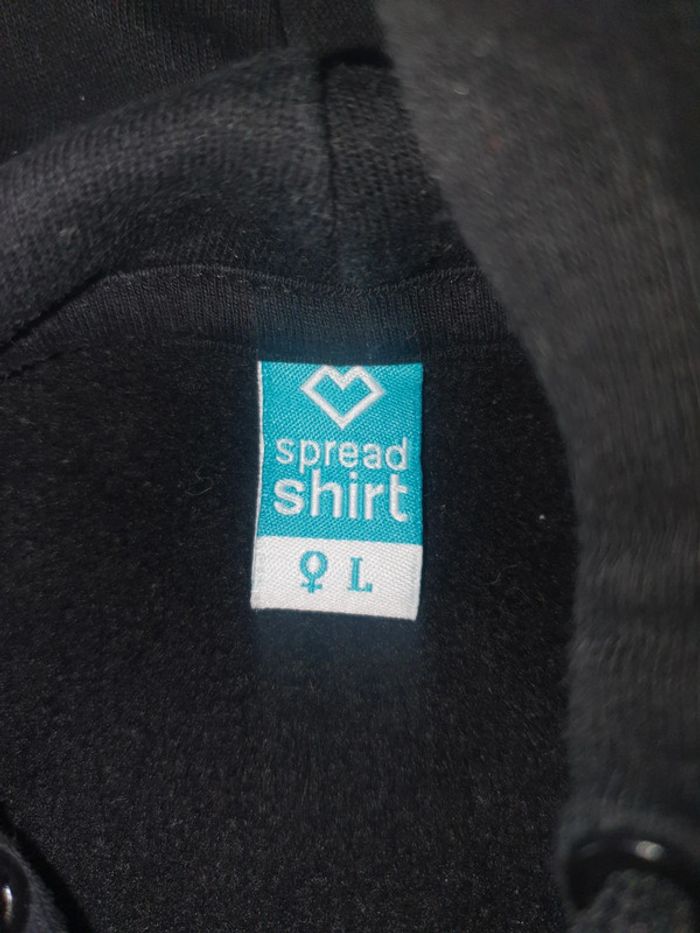 spread
shirt
♀ L